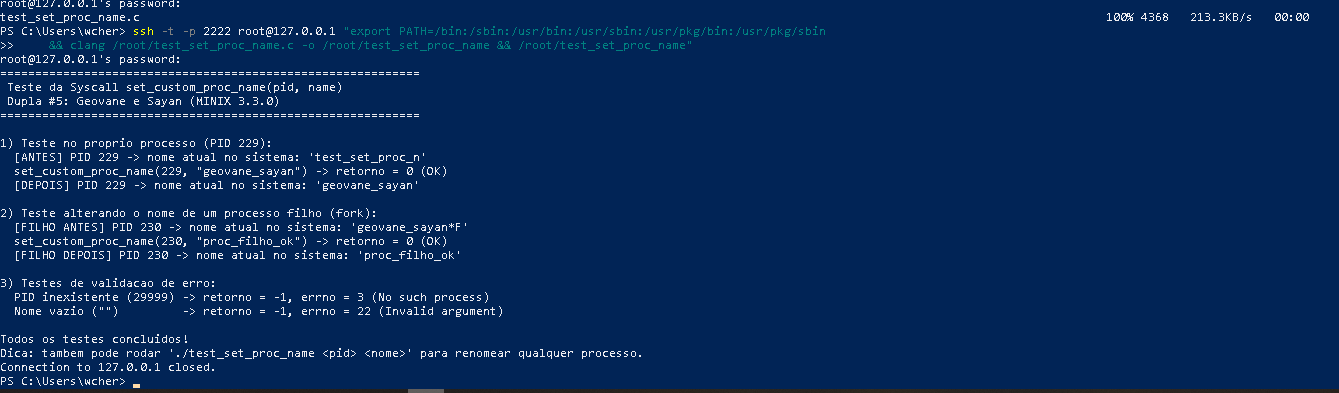 root@127.0.0.1's password:
test_set_proc_name.c 100% 4368 213.3KB/s 00:00
PS C:\Users\wcher> ssh -t -p 2222 root@127.0.0.1 "export PATH=/bin:/sbin:/usr/bin:/usr/sbin:/usr/pkg/bin:/usr/pkg/sbin
>> && clang /root/test_set_proc_name.c -o /root/test_set_proc_name && /root/test_set_proc_name"
root@127.0.0.1's password:
============================================================
Teste da Syscall set_custom_proc_name(pid, name)
Dupla #5: Geovane e Sayan (MINIX 3.3.0)
============================================================
1) Teste no proprio processo (PID 229):
[ANTES] PID 229 -> nome atual no sistema: 'test_set_proc_n'
set_custom_proc_name(229, "geovane_sayan") -> retorno = 0 (OK)
[DEPOIS] PID 229 -> nome atual no sistema: 'geovane_sayan'
2) Teste alterando o nome de um processo filho (fork):
[FILHO ANTES] PID 230 -> nome atual no sistema: 'geovane_sayan*F'
set_custom_proc_name(230, "proc_filho_ok") -> retorno = 0 (OK)
[FILHO DEPOIS] PID 230 -> nome atual no sistema: 'proc_filho_ok'
3) Testes de validacao de erro:
PID inexistente (29999) -> retorno = -1, errno = 3 (No such process)
Nome vazio ("") -> retorno = -1, errno = 22 (Invalid argument)
Todos os testes concluidos!
Dica: tambem pode rodar './test_set_proc_name <pid> <nome>' para renomear qualquer processo.
Connection to 127.0.0.1 closed.
PS C:\Users\wcher>